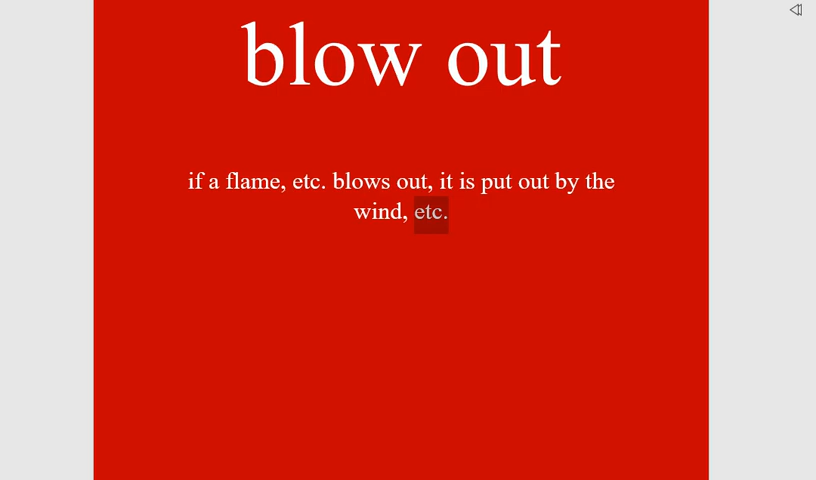 blow out
if a flame, etc. blows out, it is put out by the
wind, etc.